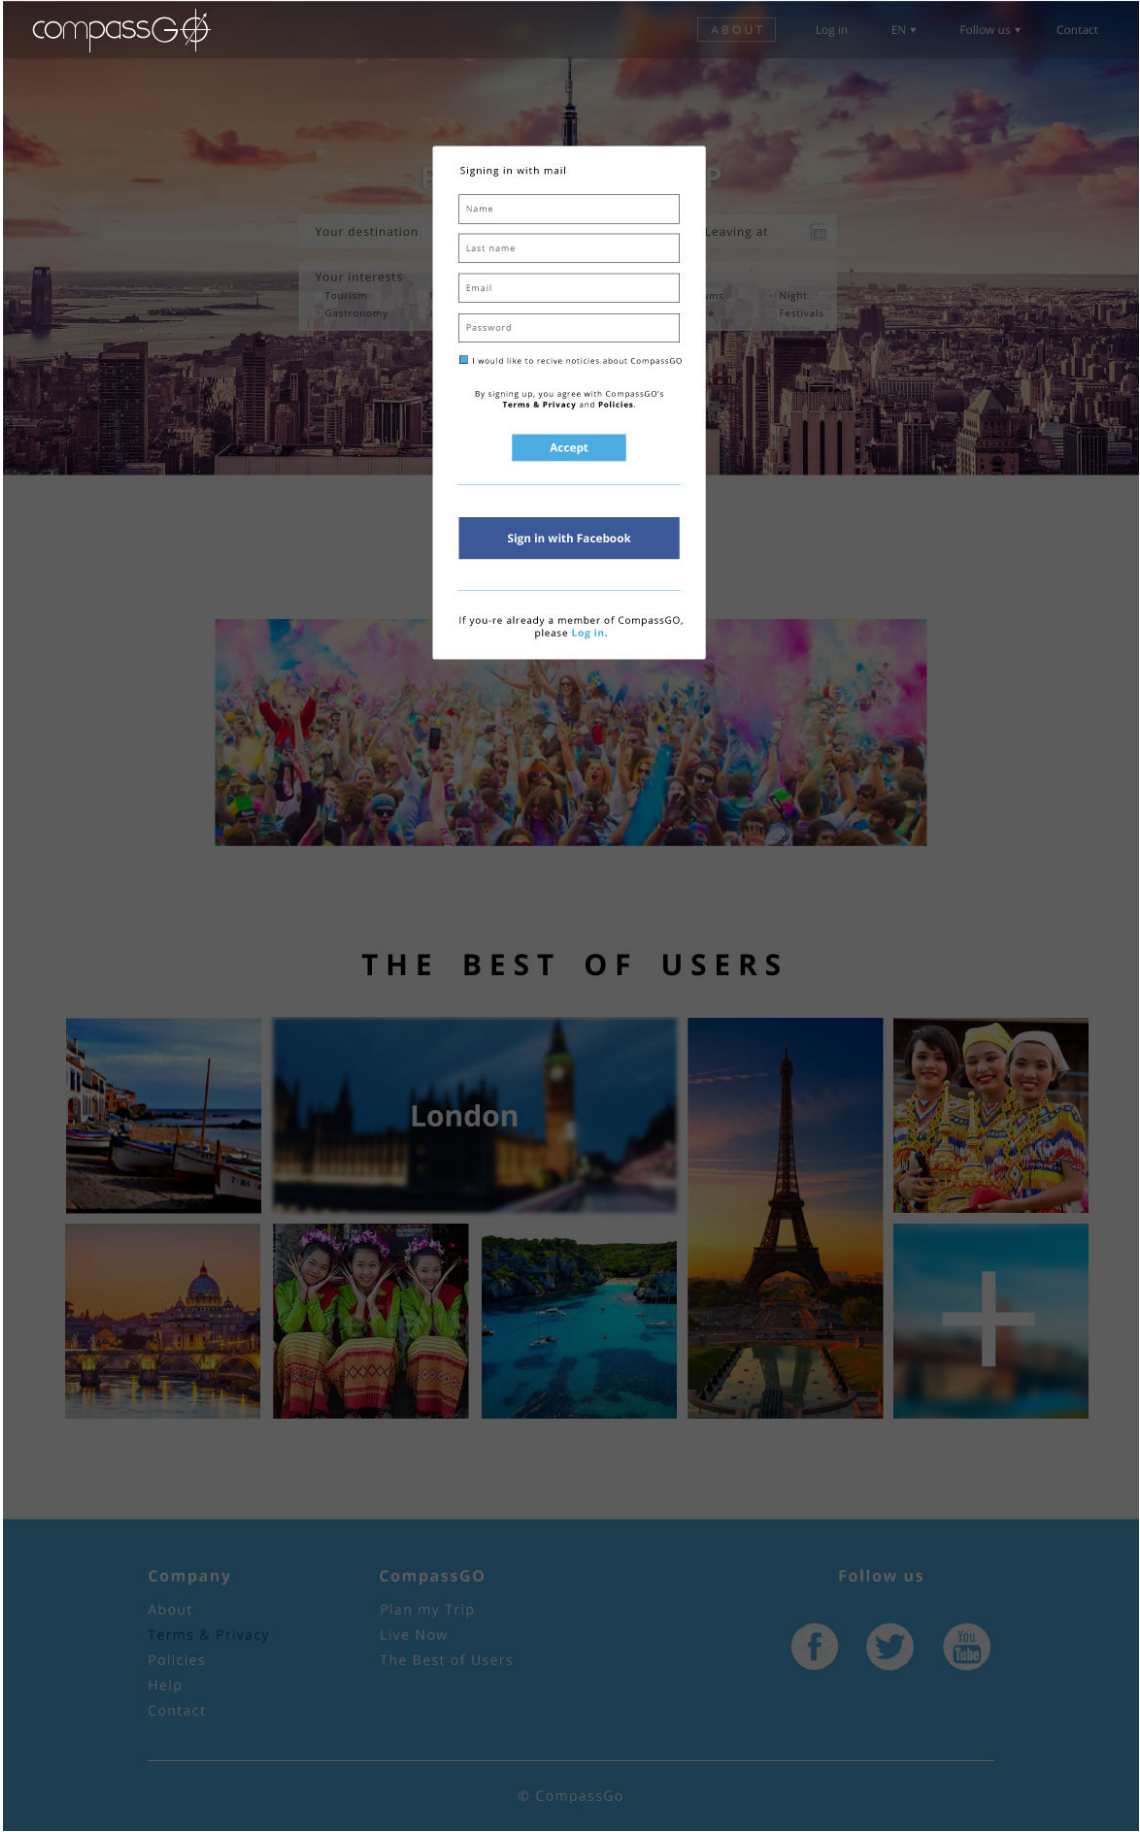 compassGO
ABOUT Log in EN ▾ Follow us ▾ Contact
Signing in with mail
Name
Your destination
Leaving at
Last name
Your interests
Email
Tourism
Night
Gastronomy
Festivals
Password
I would like to recive noticies about CompassGO
By signing up, you agree with CompassGO's
Terms & Privacy and Policies.
Accept
Sign in with Facebook
If you-re already a member of CompassGO,
please Log in.
THE BEST OF USERS
London
Company
About
Terms & Privacy
Policies
Help
Contact
CompassGO
Plan my Trip
Live Now
The Best of Users
Follow us
f
You
Tube
© CompassGo